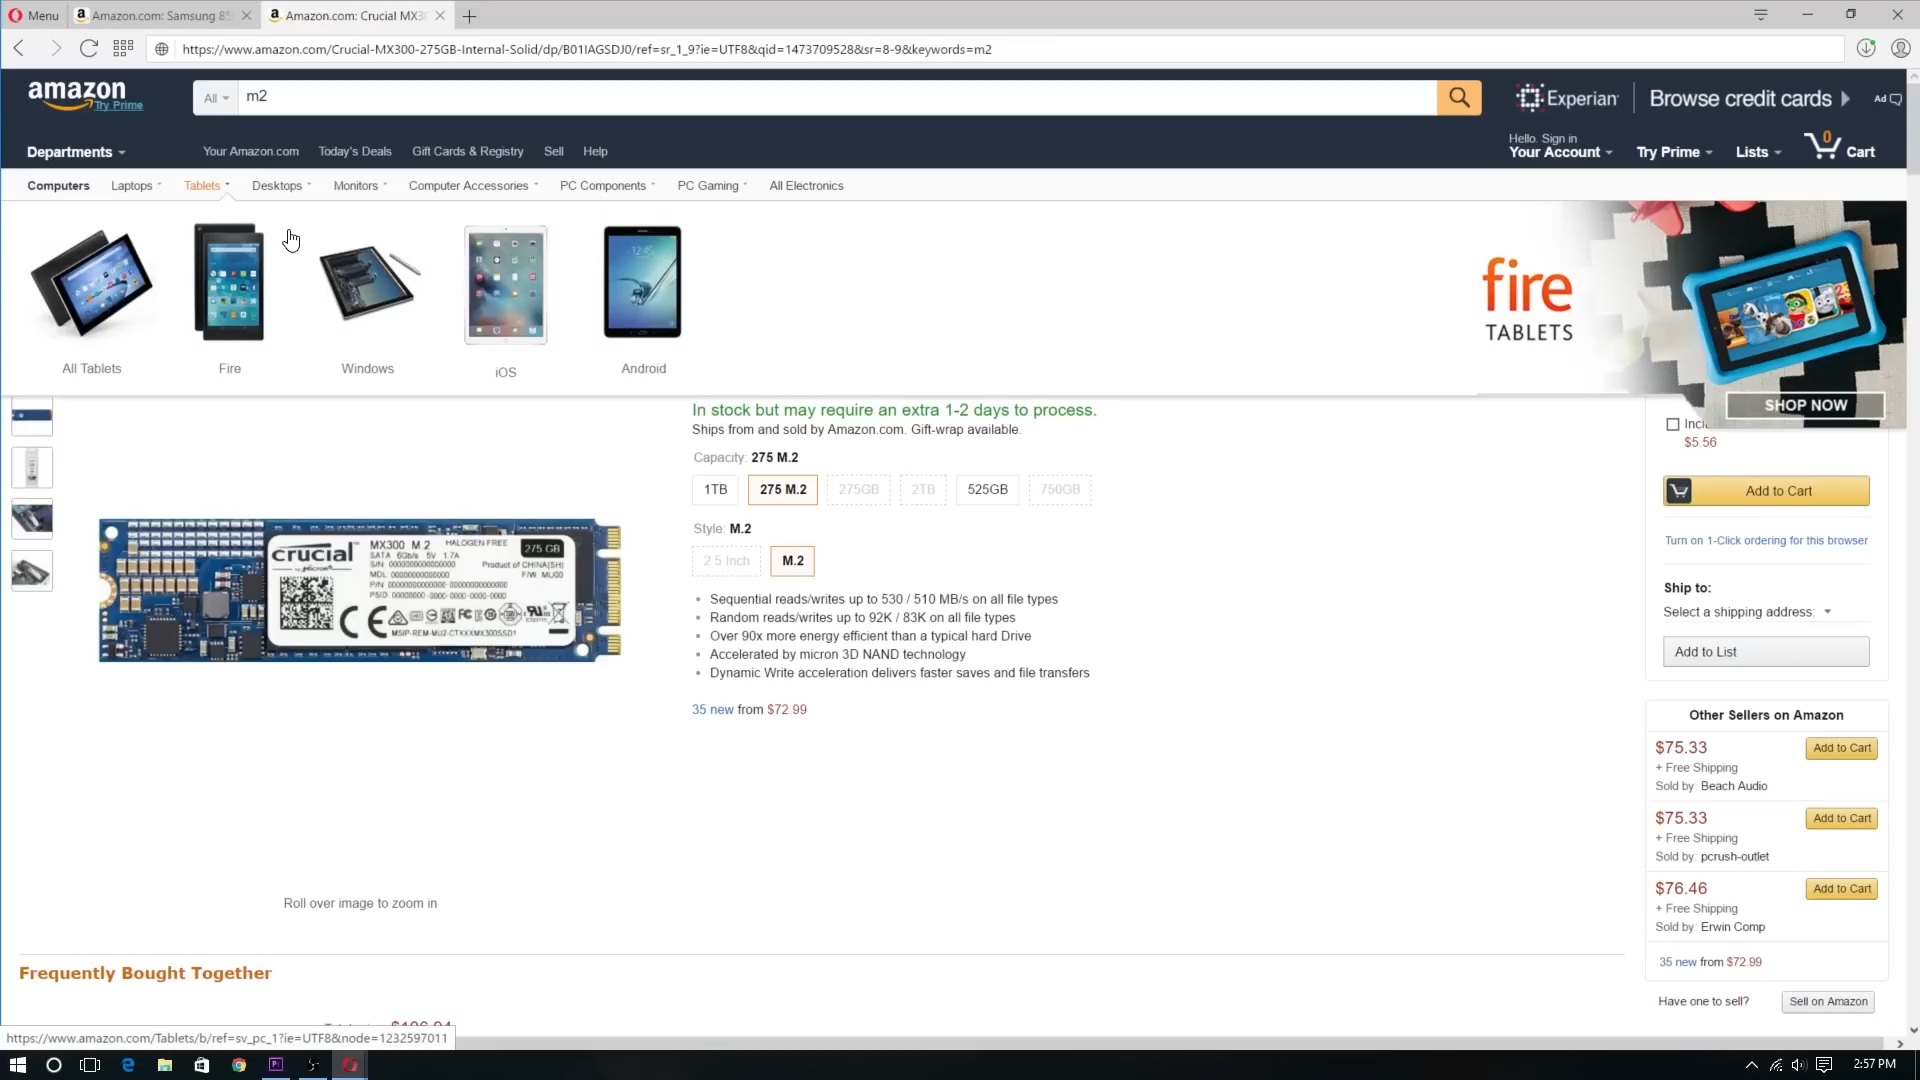 Menu
Amazon.com: Samsung 85
Amazon.com: Crucial MX3
https://www.amazon.com/Crucial-MX300-275GB-Internal-Solid/dp/B01IAGSDJ0/ref=sr_1_9?ie=UTF8&qid=1473709528&sr=8-9&keywords=m2
amazon
Try Prime
All
m2
Experian
Browse credit cards
Ad
Departments
Your Amazon.com
Today's Deals
Gift Cards & Registry
Sell
Help
Hello. Sign in
Your Account
Try Prime
Lists
0
Cart
Computers
Laptops
Tablets
Desktops
Monitors
Computer Accessories
PC Components
PC Gaming
All Electronics
All Tablets
Fire
Windows
iOS
Android
fire
TABLETS
SHOP NOW
In stock but may require an extra 1-2 days to process.
Ships from and sold by Amazon.com. Gift-wrap available.
Capacity: 275 M.2
1TB
275 M.2
275GB
2TB
525GB
750GB
Style: M.2
2.5 Inch
M.2
Sequential reads/writes up to 530 / 510 MB/s on all file types
Random reads/writes up to 92K / 83K on all file types
Over 90x more energy efficient than a typical hard Drive
Accelerated by micron 3D NAND technology
Dynamic Write acceleration delivers faster saves and file transfers
35 new from $72.99
crucial
by Micron
MX300 M.2
HALOGEN FREE
275 GB
SATA 6Gb/s 5V 1.7A
Product of CHINA(SH)
F/W: MU00
Roll over image to zoom in
Frequently Bought Together
$5.56
Add to Cart
Turn on 1-Click ordering for this browser
Ship to:
Select a shipping address:
Add to List
Other Sellers on Amazon
$75.33
Add to Cart
+ Free Shipping
Sold by: Beach Audio
$75.33
Add to Cart
+ Free Shipping
Sold by: pcrush-outlet
$76.46
Add to Cart
+ Free Shipping
Sold by: Erwin Comp
35 new from $72.99
Have one to sell?
Sell on Amazon
https://www.amazon.com/Tablets/b/ref=sv_pc_1?ie=UTF8&node=1232597011
2:57 PM